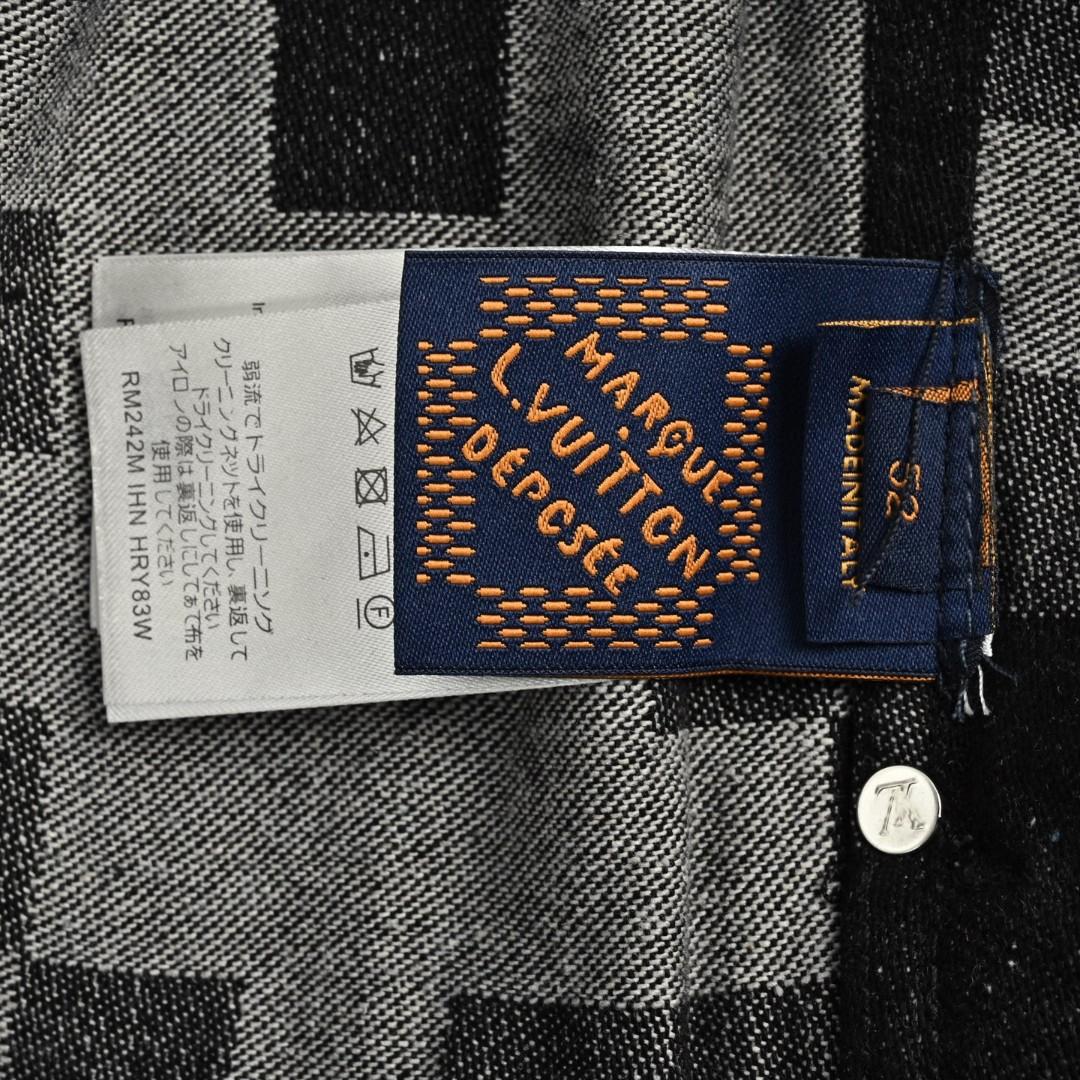 MARQUE
L.VUITTON
DÉPOSÉE
MADE IN ITALY
52
弱流でドライクリーニング
クリーニングネットを使用し、裏返して
ドライクリーニングしてください
アイロンの際は裏返しにしてあて布を
使用してください
RM242M IHN HRY83W
F
LV